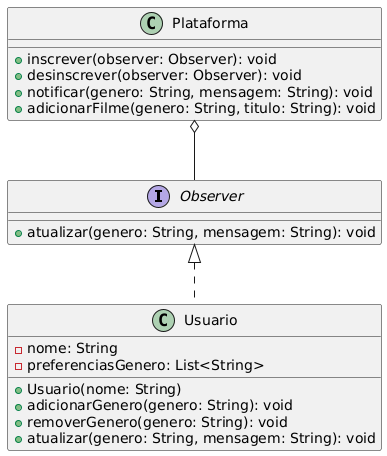 C Plataforma
inscrever(observer: Observer): void
desinscrever(observer: Observer): void
notificar(genero: String, mensagem: String): void
adicionarFilme(genero: String, titulo: String): void
I Observer
atualizar(genero: String, mensagem: String): void
C Usuario
nome: String
preferenciasGenero: List<String>
Usuario(nome: String)
adicionarGenero(genero: String): void
removerGenero(genero: String): void
atualizar(genero: String, mensagem: String): void